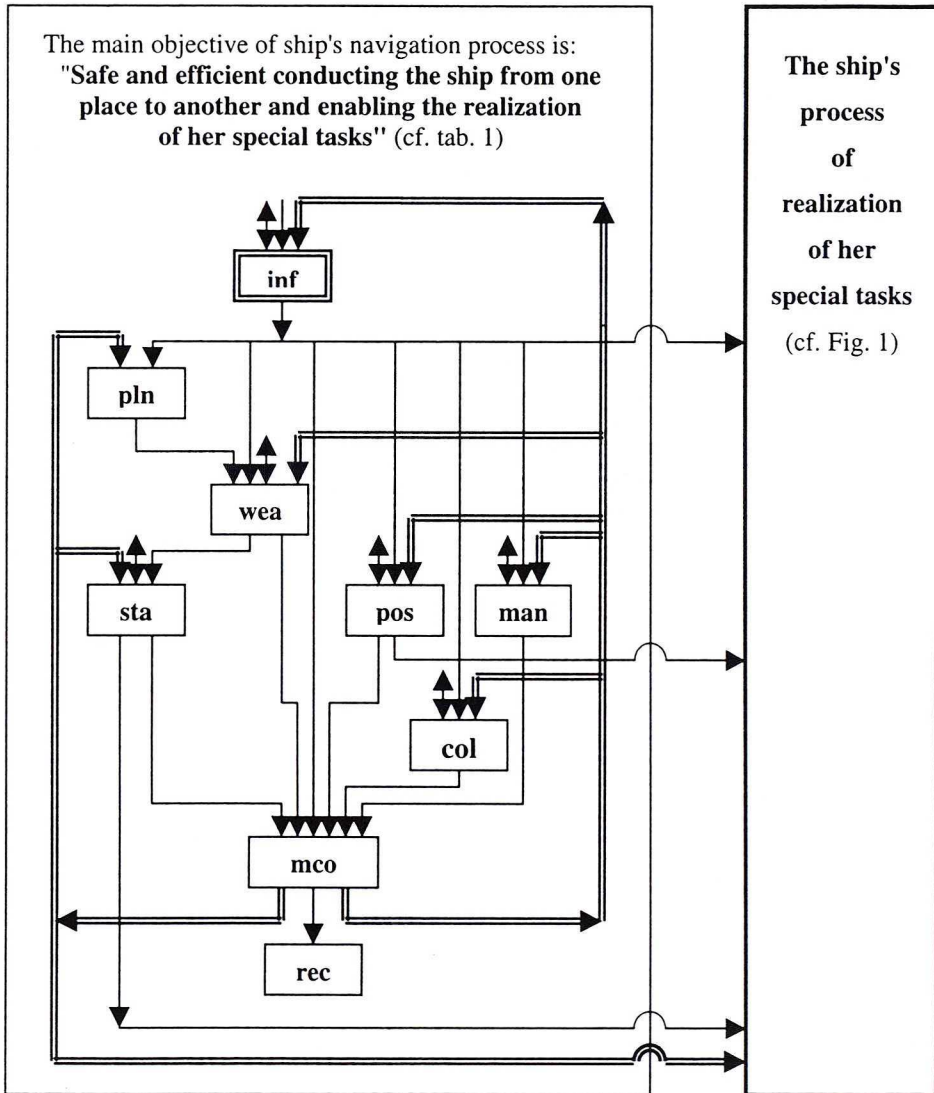 The main objective of ship's navigation process is:
"Safe and efficient conducting the ship from one
place to another and enabling the realization
of her special tasks" (cf. tab. 1)
The ship's
process
of
realization
of her
special tasks
(cf. Fig. 1)
inf
pln
wea
sta
pos
man
col
mco
rec